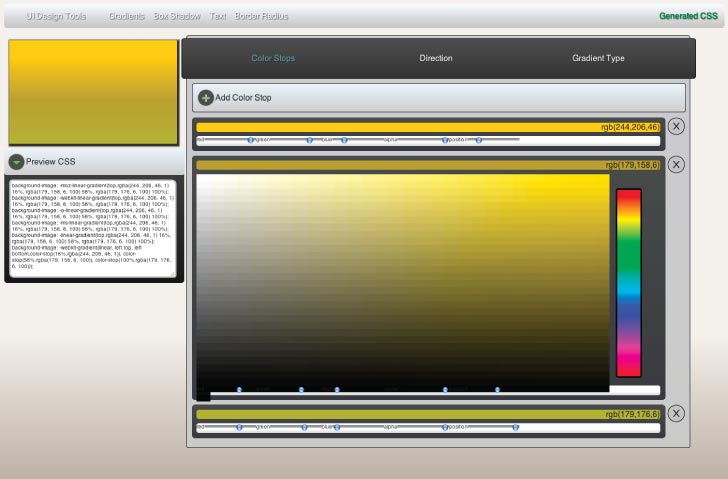 UI Design Tools Gradients Box Shadow Text Border Radius Generated CSS
Color Stops Direction Gradient Type
Add Color Stop
rgb(244,206,46) X
red green blue alpha position
Preview CSS
rgb(179,158,6) X
background-image: -moz-linear-gradient(top,rgba(244, 206, 46, 1)
16%, rgba(179, 158, 6, 100) 58%, rgba(179, 176, 6, 100) 100%);
background-image: -webkit-linear-gradient(top,rgba(244, 206, 46, 1)
16%, rgba(179, 158, 6, 100) 58%, rgba(179, 176, 6, 100) 100%);
background-image: -o-linear-gradient(top,rgba(244, 206, 46, 1)
16%, rgba(179, 158, 6, 100) 58%, rgba(179, 176, 6, 100) 100%);
background-image: -ms-linear-gradient(top,rgba(244, 206, 46, 1)
16%, rgba(179, 158, 6, 100) 58%, rgba(179, 176, 6, 100) 100%);
background-image: -linear-gradient(top,rgba(244, 206, 46, 1) 16%,
rgba(179, 158, 6, 100) 58%, rgba(179, 176, 6, 100) 100%);
background-image: -webkit-gradient(linear, left top, left
bottom,color-stop(16%,rgba(244, 206, 46, 1)), color-
stop(58%,rgba(179, 158, 6, 100)), color-stop(100%,rgba(179, 176,
6, 100));
rgb(179,176,6) X
red green blue alpha position